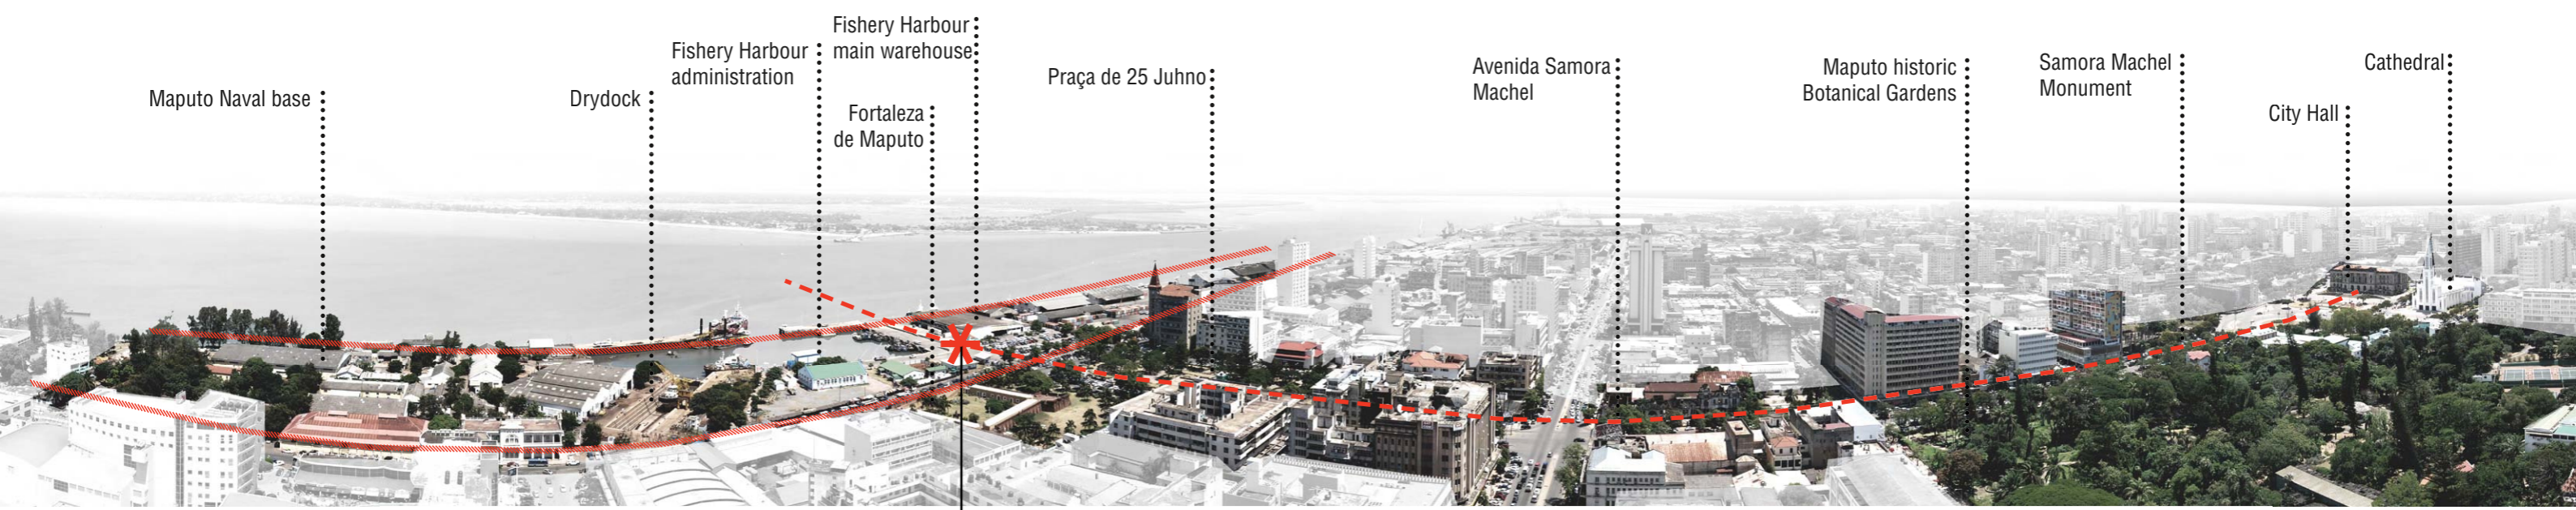 Maputo Naval base
Drydock
Fishery Harbour
administration
Fishery Harbour
main warehouse
Fortaleza
de Maputo
Praça de 25 Juhno
Avenida Samora
Machel
Maputo historic
Botanical Gardens
Samora Machel
Monument
City Hall
Cathedral